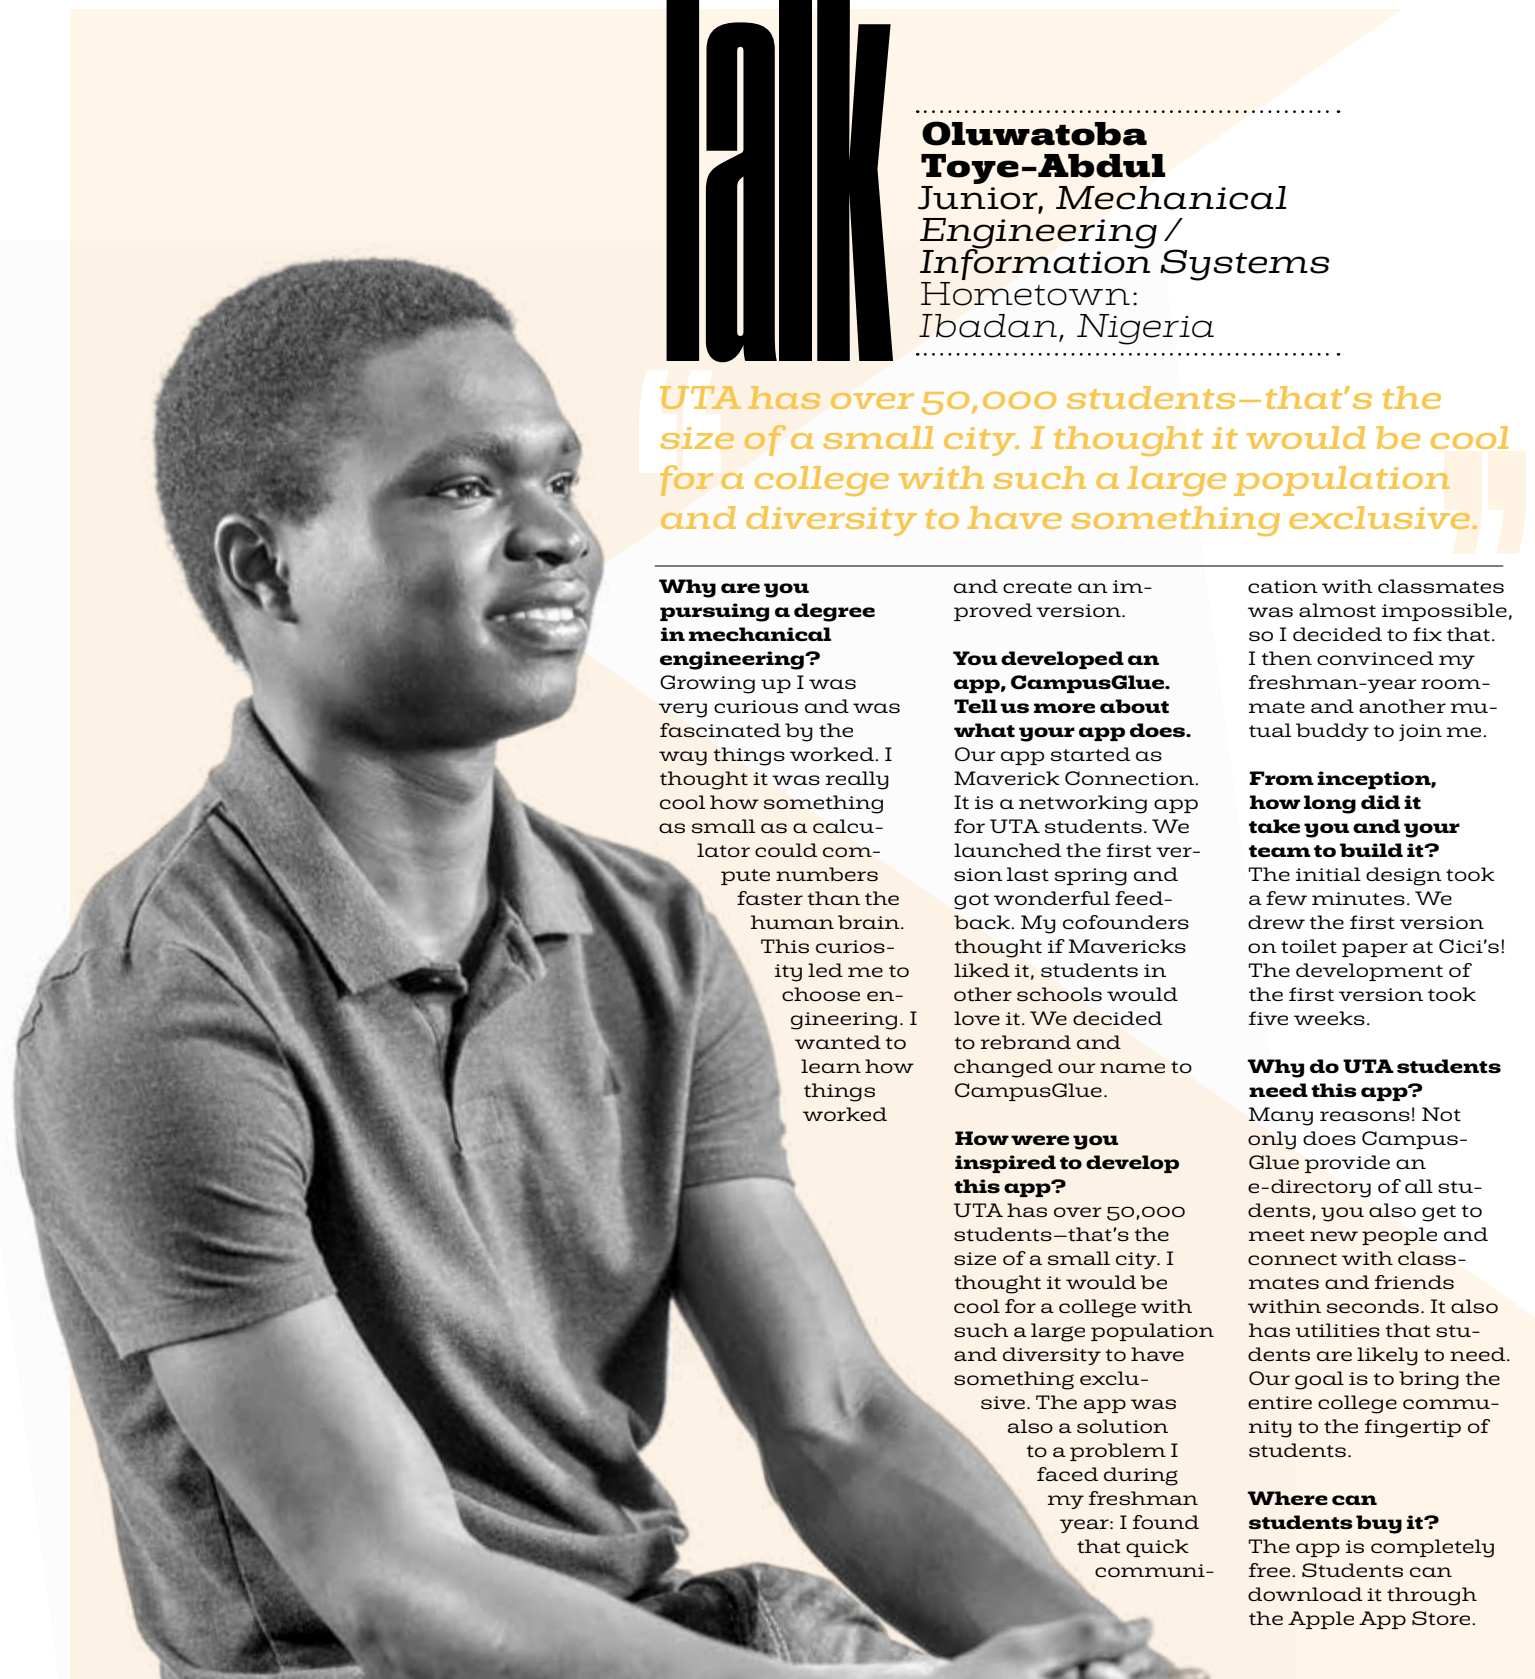 Talk
Oluwatoba
Toye-Abdul
Junior, Mechanical
Engineering /
Information Systems
Hometown:
Ibadan, Nigeria
“UTA has over 50,000 students—that’s the
size of a small city. I thought it would be cool
for a college with such a large population
and diversity to have something exclusive.”
Why are you
pursuing a degree
in mechanical
engineering?
Growing up I was
very curious and was
fascinated by the
way things worked. I
thought it was really
cool how something
as small as a calcu-
lator could com-
pute numbers
faster than the
human brain.
This curios-
ity led me to
choose en-
gineering. I
wanted to
learn how
things
worked
and create an im-
proved version.
You developed an
app, CampusGlue.
Tell us more about
what your app does.
Our app started as
Maverick Connection.
It is a networking app
for UTA students. We
launched the first ver-
sion last spring and
got wonderful feed-
back. My cofounders
thought if Mavericks
liked it, students in
other schools would
love it. We decided
to rebrand and
changed our name to
CampusGlue.
How were you
inspired to develop
this app?
UTA has over 50,000
students—that’s the
size of a small city. I
thought it would be
cool for a college with
such a large population
and diversity to have
something exclu-
sive. The app was
also a solution
to a problem I
faced during
my freshman
year: I found
that quick
communi-
cation with classmates
was almost impossible,
so I decided to fix that.
I then convinced my
freshman-year room-
mate and another mu-
tual buddy to join me.
From inception,
how long did it
take you and your
team to build it?
The initial design took
a few minutes. We
drew the first version
on toilet paper at Cici’s!
The development of
the first version took
five weeks.
Why do UTA students
need this app?
Many reasons! Not
only does Campus-
Glue provide an
e-directory of all stu-
dents, you also get to
meet new people and
connect with class-
mates and friends
within seconds. It also
has utilities that stu-
dents are likely to need.
Our goal is to bring the
entire college commu-
nity to the fingertip of
students.
Where can
students buy it?
The app is completely
free. Students can
download it through
the Apple App Store.